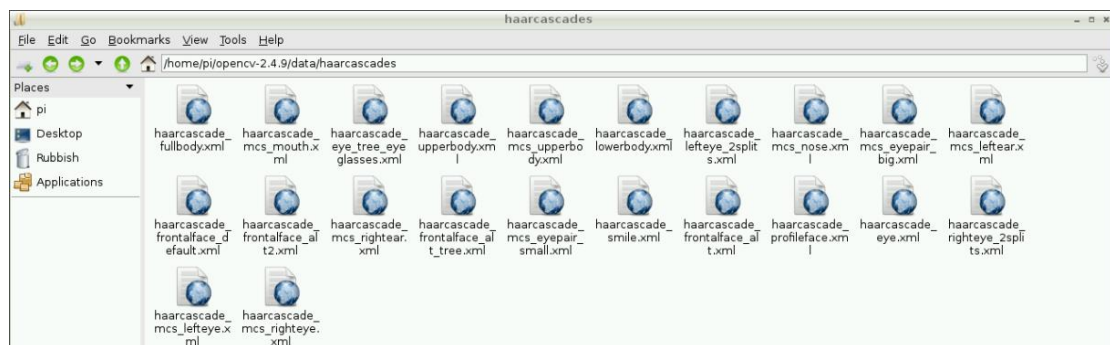 haarcascades
File Edit Go Bookmarks View Tools Help
/home/pi/opencv-2.4.9/data/haarcascades
Places
pi
Desktop
Rubbish
Applications
haarcascade_
fullbody.xml
haarcascade_
mcs_mouth.x
ml
haarcascade_
eye_tree_eye
glasses.xml
haarcascade_
upperbody.xm
l
haarcascade_
mcs_upperbo
dy.xml
haarcascade_
lowerbody.xml
haarcascade_
lefteye_2split
s.xml
haarcascade_
mcs_nose.xm
l
haarcascade_
mcs_eyepair_
big.xml
haarcascade_
mcs_leftear.x
ml
haarcascade_
frontalface_d
efault.xml
haarcascade_
frontalface_al
t2.xml
haarcascade_
mcs_rightear.
xml
haarcascade_
frontalface_al
t_tree.xml
haarcascade_
mcs_eyepair_
small.xml
haarcascade_
smile.xml
haarcascade_
frontalface_al
t.xml
haarcascade_
profileface.xm
l
haarcascade_
eye.xml
haarcascade_
righteye_2spli
ts.xml
haarcascade_
mcs_lefteye.x
ml
haarcascade_
mcs_righteye.
xml